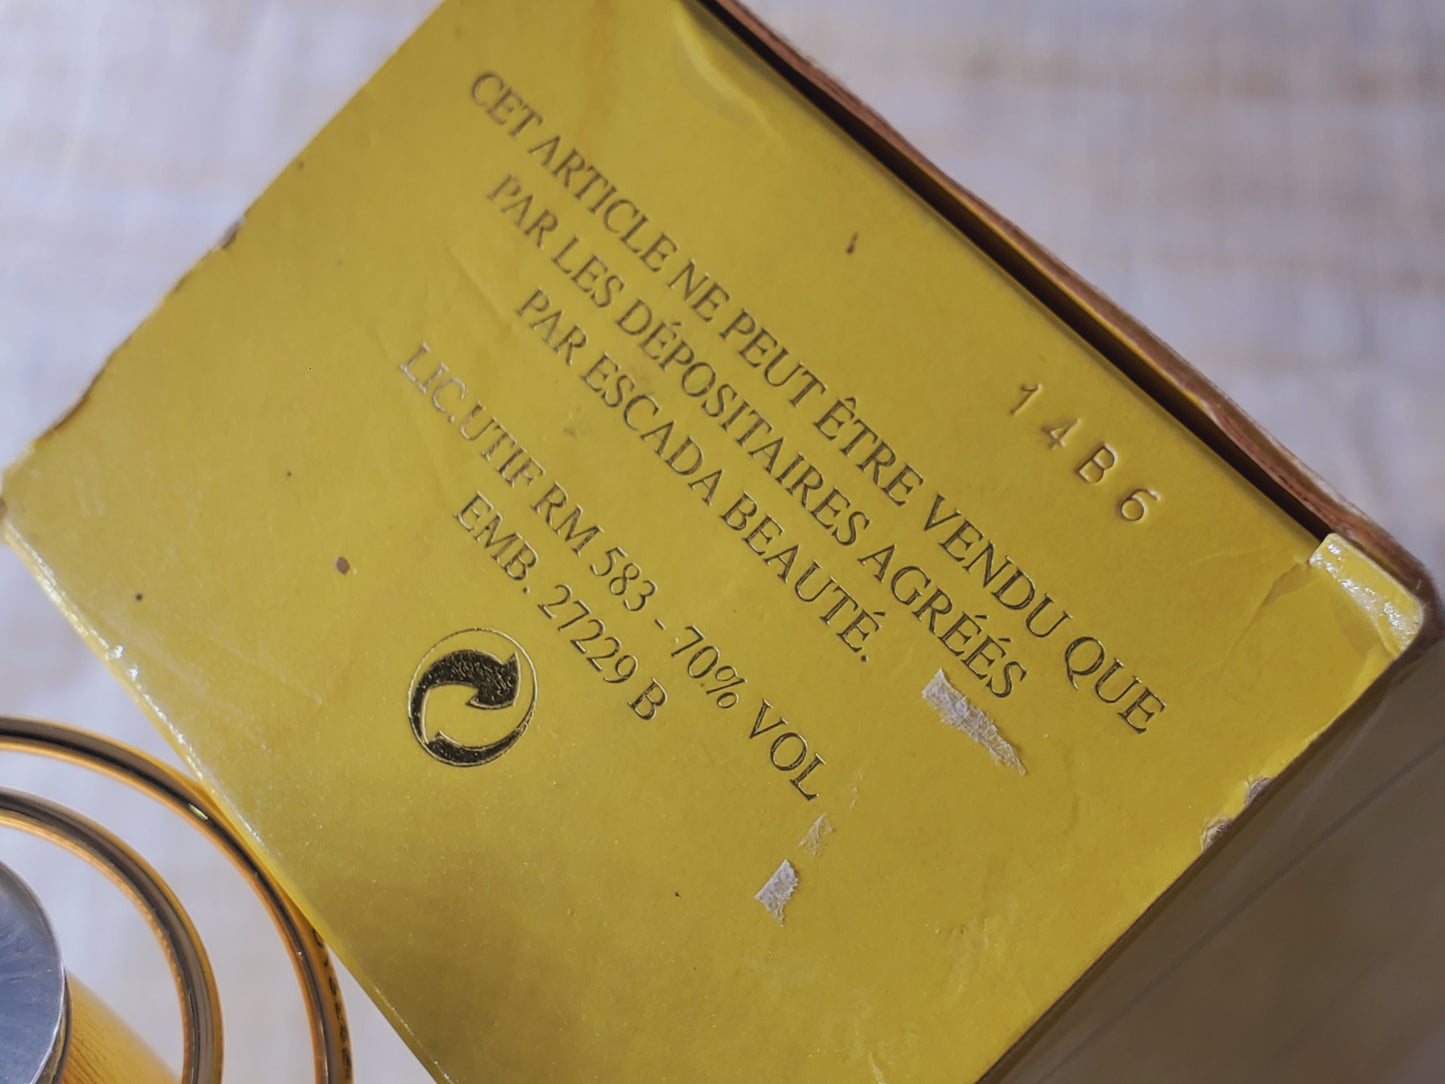 CET ARTICLE NE PEUT ÊTRE VENDU QUE
PAR LES DÉPOSITAIRES AGRÉÉS
PAR ESCADA BEAUTÉ.
LIC.UTIF RM 583 - 70% VOL
EMB. 27229 B
14B6